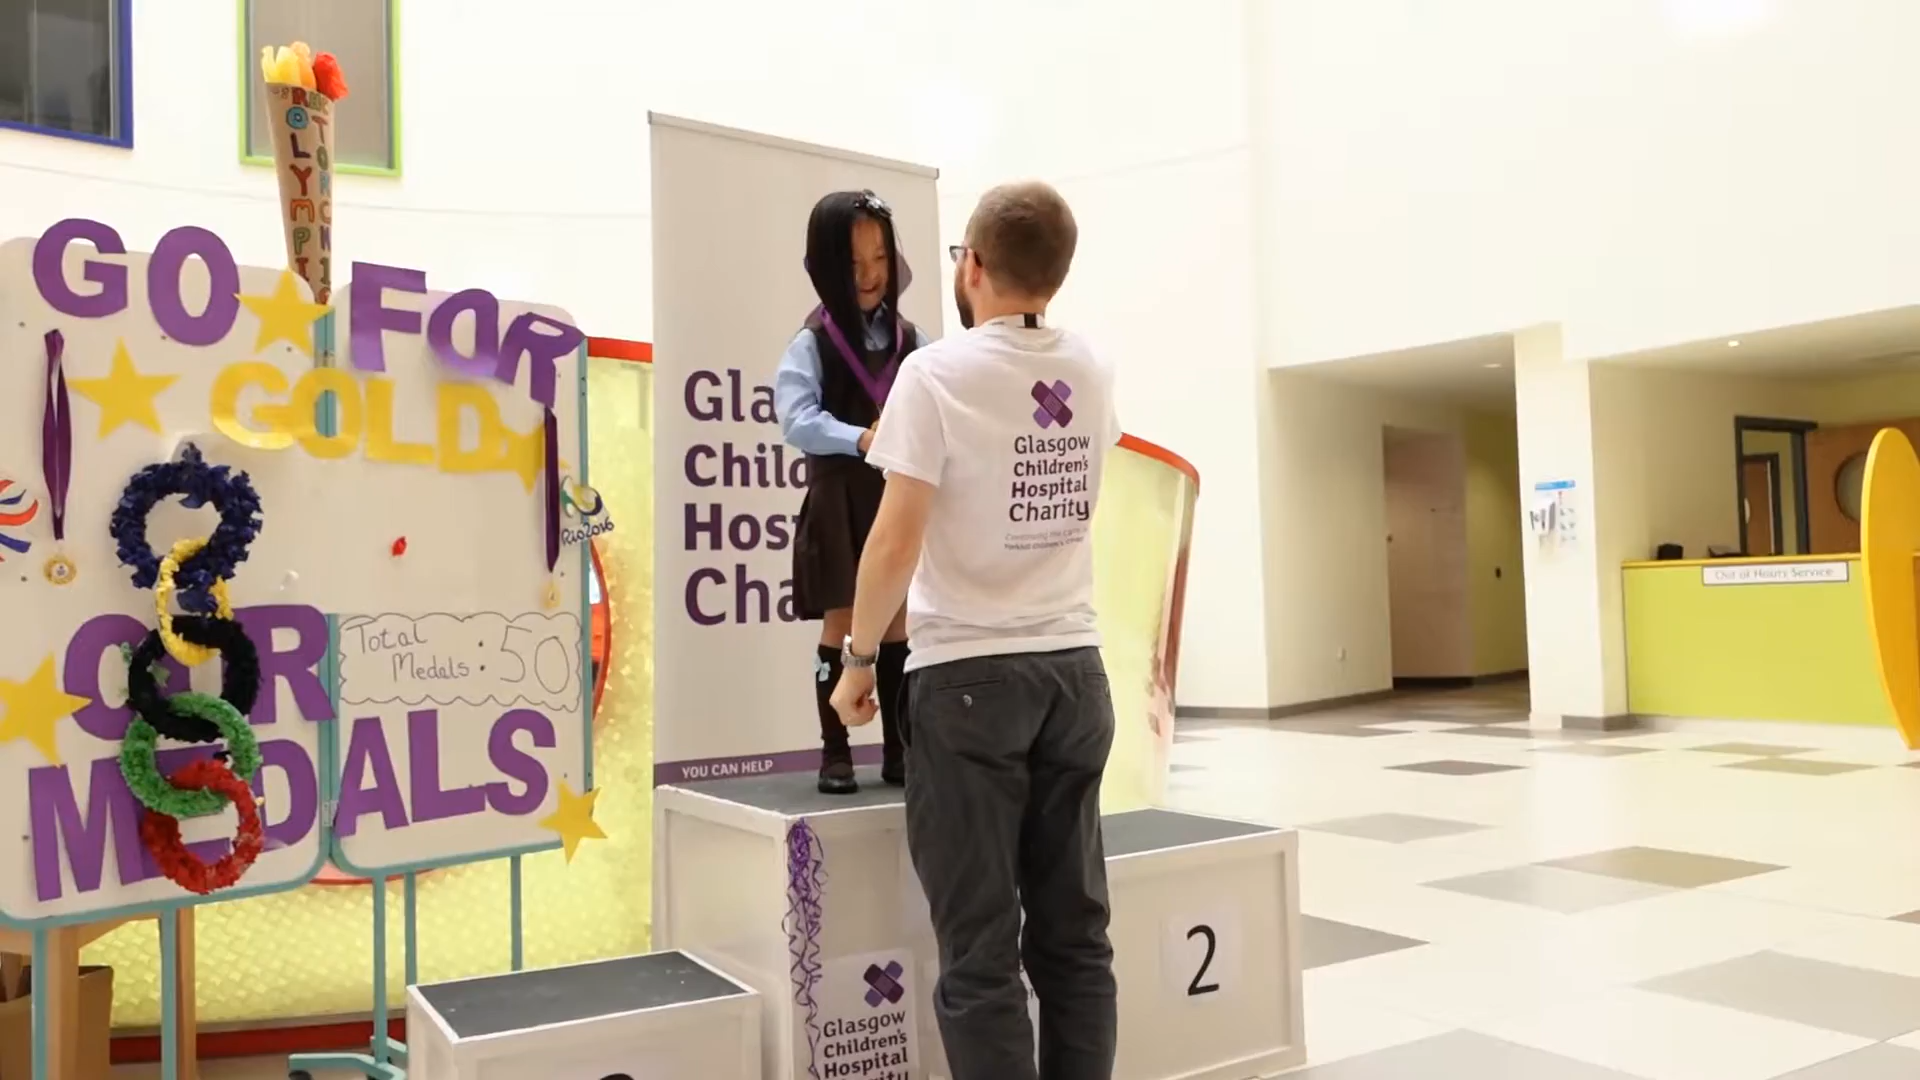 OLYMPI
TORCH
GO FOR
GOLD
RIO2016
OUR
Total
Medals : 50
MEDALS
Gla
Child
Hos
Cha
YOU CAN HELP
Glasgow
Children's
Hospital
Charity
Out of Hours Service
2
Glasgow
Children's
Hospital